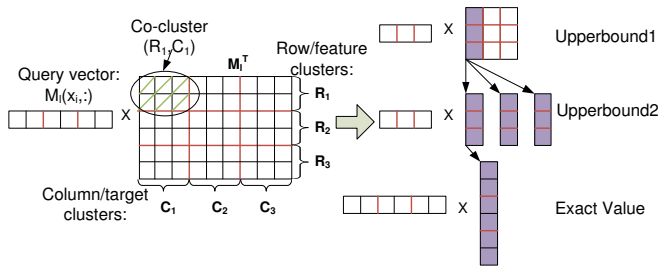 Co-cluster
(R₁,C₁)
Mₗᵀ
Row/feature
clusters:
Query vector:
Mₗ(xᵢ,:)
X
R₁
R₂
R₃
Column/target
clusters:
C₁
C₂
C₃
X
Upperbound1
X
Upperbound2
X
Exact Value